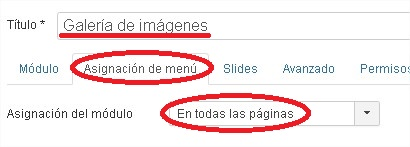 Título * Galería de imágenes
Módulo Asignación de menú Slides Avanzado Permisos
Asignación del módulo En todas las páginas